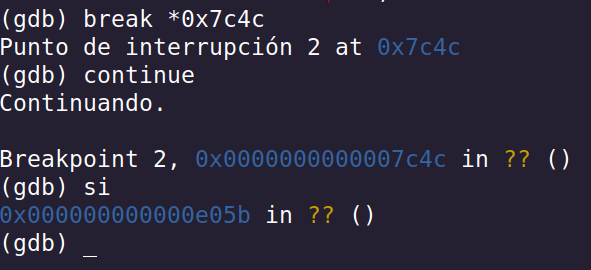 (gdb) break *0x7c4c
Punto de interrupción 2 at 0x7c4c
(gdb) continue
Continuando.
Breakpoint 2, 0x0000000000007c4c in ?? ()
(gdb) si
0x000000000000e05b in ?? ()
(gdb) _